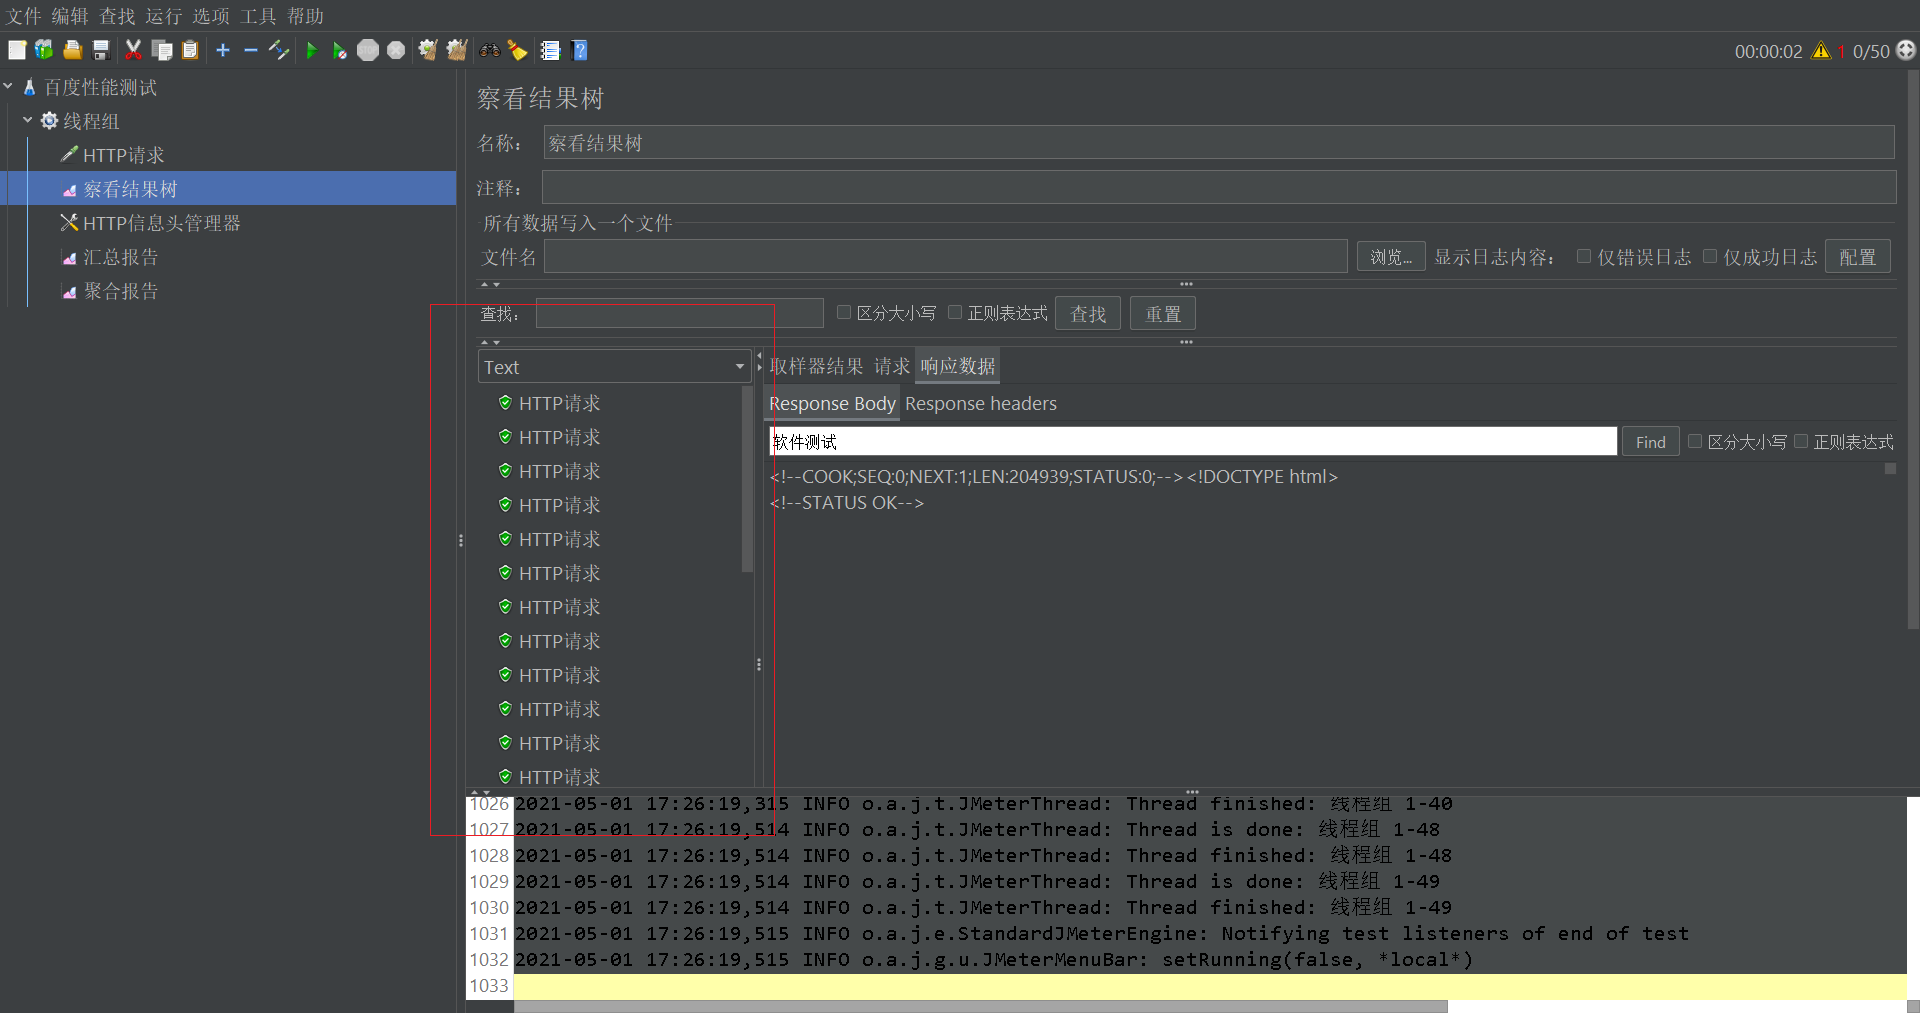 文件 编辑 查找 运行 选项 工具 帮助
00:00:02 1 0/50
百度性能测试
线程组
HTTP请求
察看结果树
HTTP信息头管理器
汇总报告
聚合报告
察看结果树
名称： 察看结果树
注释：
所有数据写入一个文件
文件名 浏览... 显示日志内容： 仅错误日志 仅成功日志 配置
查找： 区分大小写 正则表达式 查找 重置
Text
取样器结果 请求 响应数据
Response Body Response headers
软件测试 Find 区分大小写 正则表达式
<!--COOK;SEQ:0;NEXT:1;LEN:204939;STATUS:0;--><!DOCTYPE html>
<!--STATUS OK-->
HTTP请求
HTTP请求
HTTP请求
HTTP请求
HTTP请求
HTTP请求
HTTP请求
HTTP请求
HTTP请求
HTTP请求
HTTP请求
HTTP请求
1026 2021-05-01 17:26:19,315 INFO o.a.j.t.JMeterThread: Thread finished: 线程组 1-40
1027 2021-05-01 17:26:19,514 INFO o.a.j.t.JMeterThread: Thread is done: 线程组 1-48
1028 2021-05-01 17:26:19,514 INFO o.a.j.t.JMeterThread: Thread finished: 线程组 1-48
1029 2021-05-01 17:26:19,514 INFO o.a.j.t.JMeterThread: Thread is done: 线程组 1-49
1030 2021-05-01 17:26:19,514 INFO o.a.j.t.JMeterThread: Thread finished: 线程组 1-49
1031 2021-05-01 17:26:19,515 INFO o.a.j.e.StandardJMeterEngine: Notifying test listeners of end of test
1032 2021-05-01 17:26:19,515 INFO o.a.j.g.u.JMeterMenuBar: setRunning(false, *local*)
1033